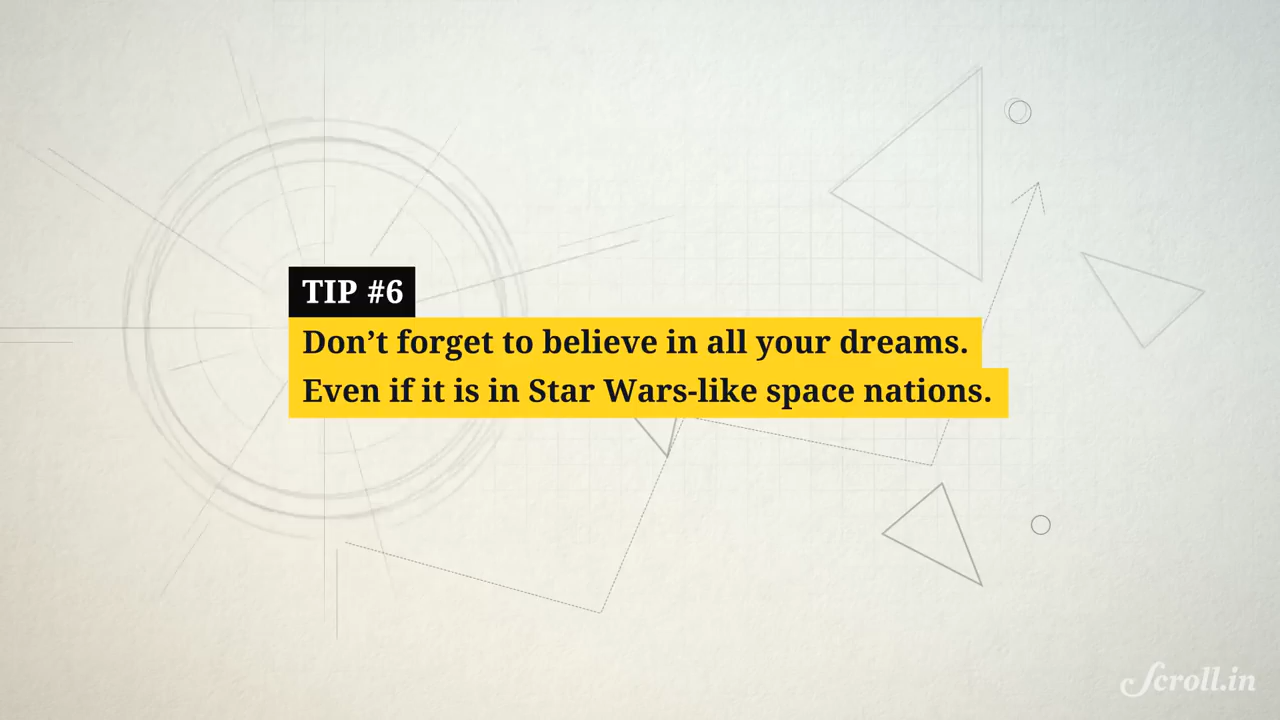 TIP #6
Don’t forget to believe in all your dreams.
Even if it is in Star Wars-like space nations.
Scroll.in